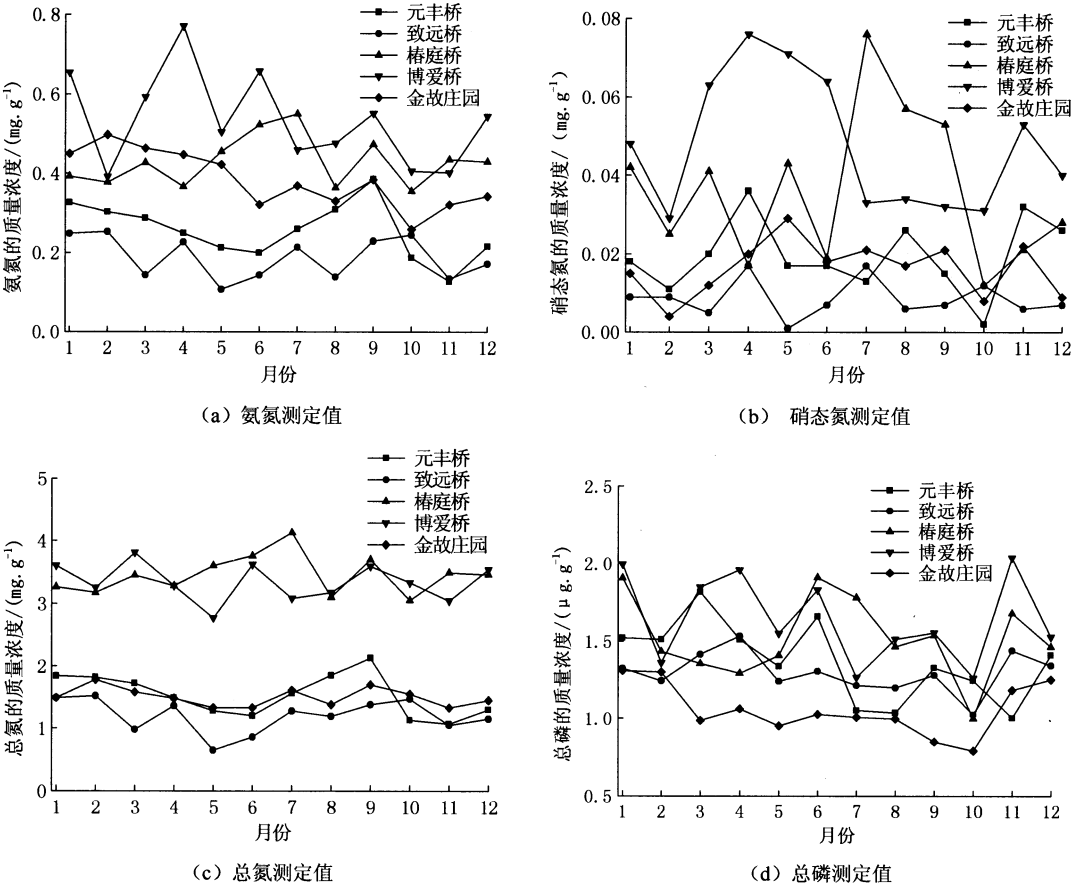 氨氮的质量浓度/(mg. g⁻¹)
0.8
0.6
0.4
0.2
0.0
元丰桥
致远桥
椿庭桥
博爱桥
金故庄园
1 2 3 4 5 6 7 8 9 10 11 12
月份
(a) 氨氮测定值
硝态氮的质量浓度/(mg. g⁻¹)
0.08
0.06
0.04
0.02
0.00
元丰桥
致远桥
椿庭桥
博爱桥
金故庄园
1 2 3 4 5 6 7 8 9 10 11 12
月份
(b) 硝态氮测定值
总氮的质量浓度/(mg. g⁻¹)
5
4
3
2
1
0
元丰桥
致远桥
椿庭桥
博爱桥
金故庄园
1 2 3 4 5 6 7 8 9 10 11 12
月份
(c) 总氮测定值
总磷的质量浓度/(μg. g⁻¹)
2.5
2.0
1.5
1.0
0.5
元丰桥
致远桥
椿庭桥
博爱桥
金故庄园
1 2 3 4 5 6 7 8 9 10 11 12
月份
(d) 总磷测定值